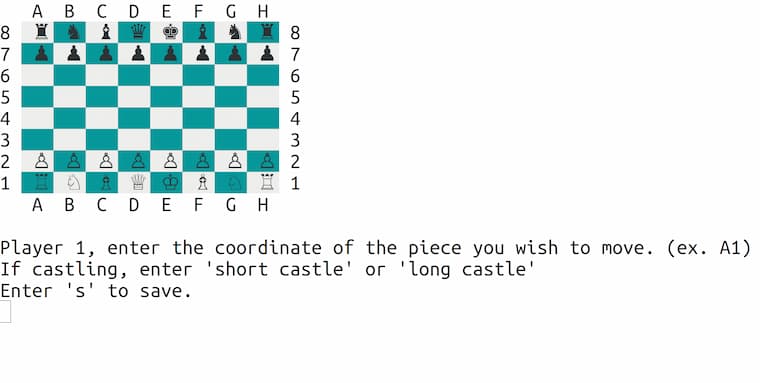 A B C D E F G H
8 ♜ ♞ ♝ ♛ ♚ ♝ ♞ ♜ 8
7 ♟ ♟ ♟ ♟ ♟ ♟ ♟ ♟ 7
6 6
5 5
4 4
3 3
2 ♙ ♙ ♙ ♙ ♙ ♙ ♙ ♙ 2
1 ♖ ♘ ♗ ♕ ♔ ♗ ♘ ♖ 1
A B C D E F G H
Player 1, enter the coordinate of the piece you wish to move. (ex. A1)
If castling, enter 'short castle' or 'long castle'
Enter 's' to save.